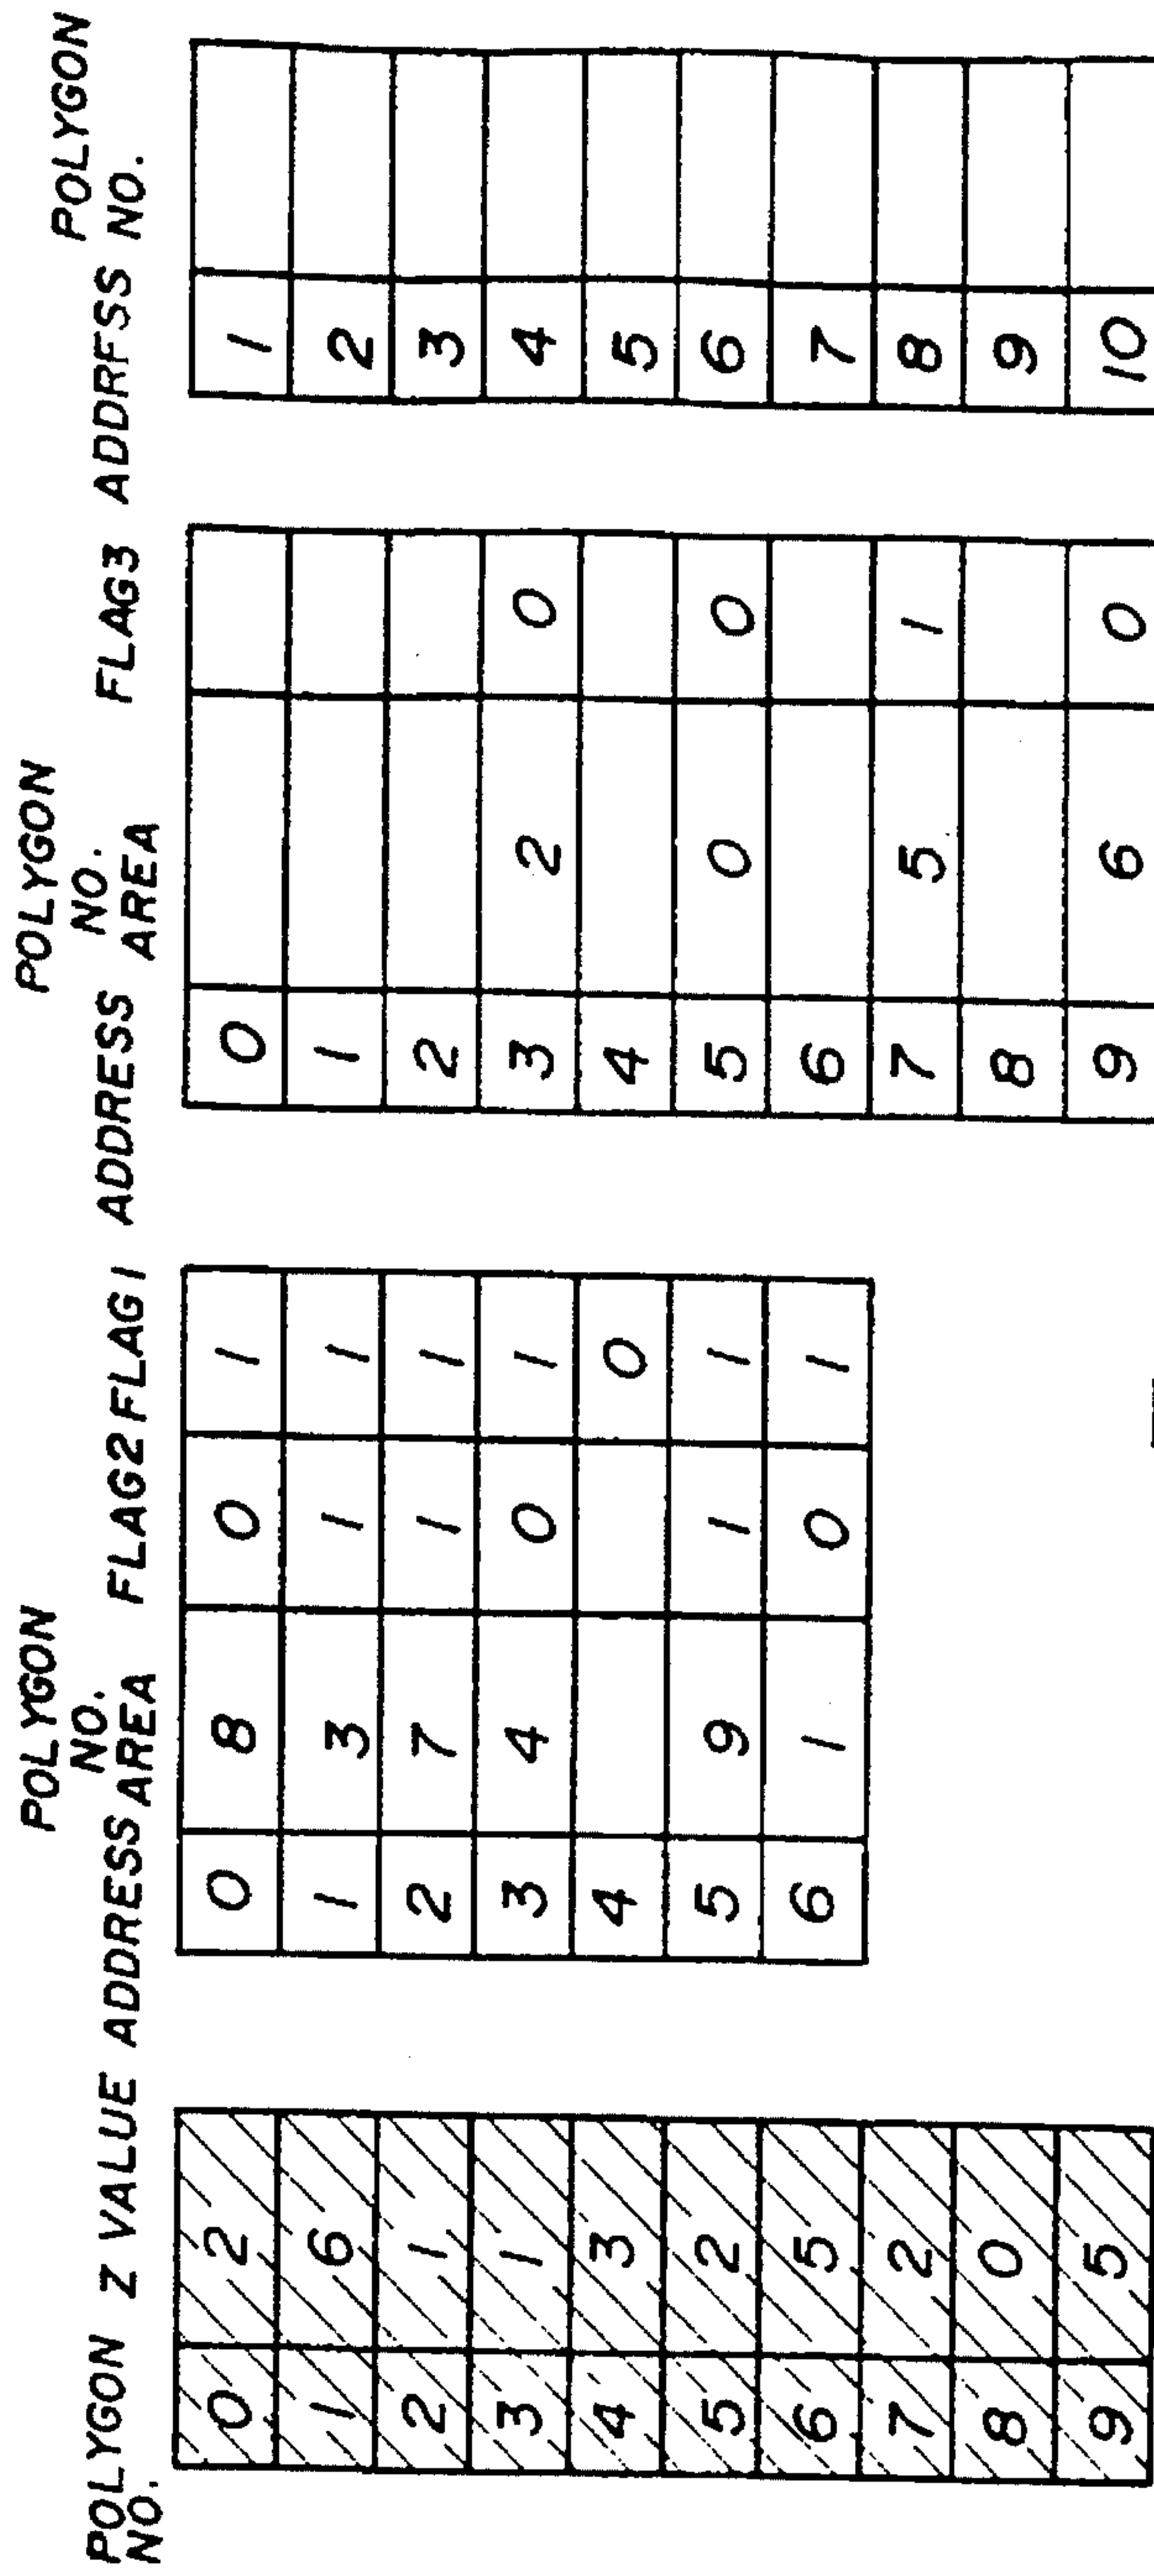 POLYGON
NO.
Z VALUE
0 2
1 6
2 1
3 1
4 3
5 2
6 5
7 2
8 0
9 5
ADDRESS
POLYGON
NO.
AREA
FLAG2 FLAG1
0 8 0 1
1 3 1 1
2 7 1 1
3 4 0 1
4 0
5 9 1 1
6 1 0 1
ADDRESS
POLYGON
NO.
AREA
FLAG3
0
1
2
3 2 0
4
5 0 0
6
7 5 1
8
9 6 0
ADDRFSS
POLYGON
NO.
1
2
3
4
5
6
7
8
9
10